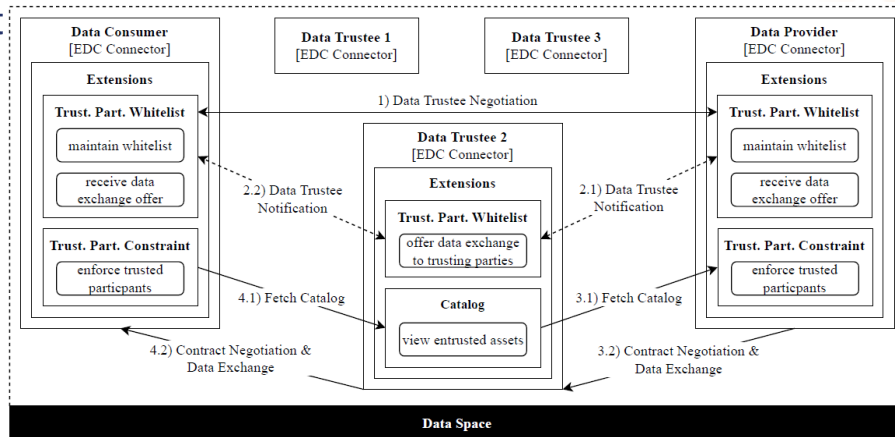 Data Consumer
[EDC Connector]
Extensions
Trust. Part. Whitelist
maintain whitelist
receive data
exchange offer
Trust. Part. Constraint
enforce trusted
particpants
Data Trustee 1
[EDC Connector]
Data Trustee 3
[EDC Connector]
Data Provider
[EDC Connector]
Extensions
Trust. Part. Whitelist
maintain whitelist
receive data
exchange offer
Trust. Part. Constraint
enforce trusted
particpants
1) Data Trustee Negotiation
Data Trustee 2
[EDC Connector]
Extensions
Trust. Part. Whitelist
offer data exchange
to trusting parties
Catalog
view entrusted assets
2.2) Data Trustee
Notification
2.1) Data Trustee
Notification
4.1) Fetch Catalog
3.1) Fetch Catalog
4.2) Contract Negotiation &
Data Exchange
3.2) Contract Negotiation &
Data Exchange
Data Space